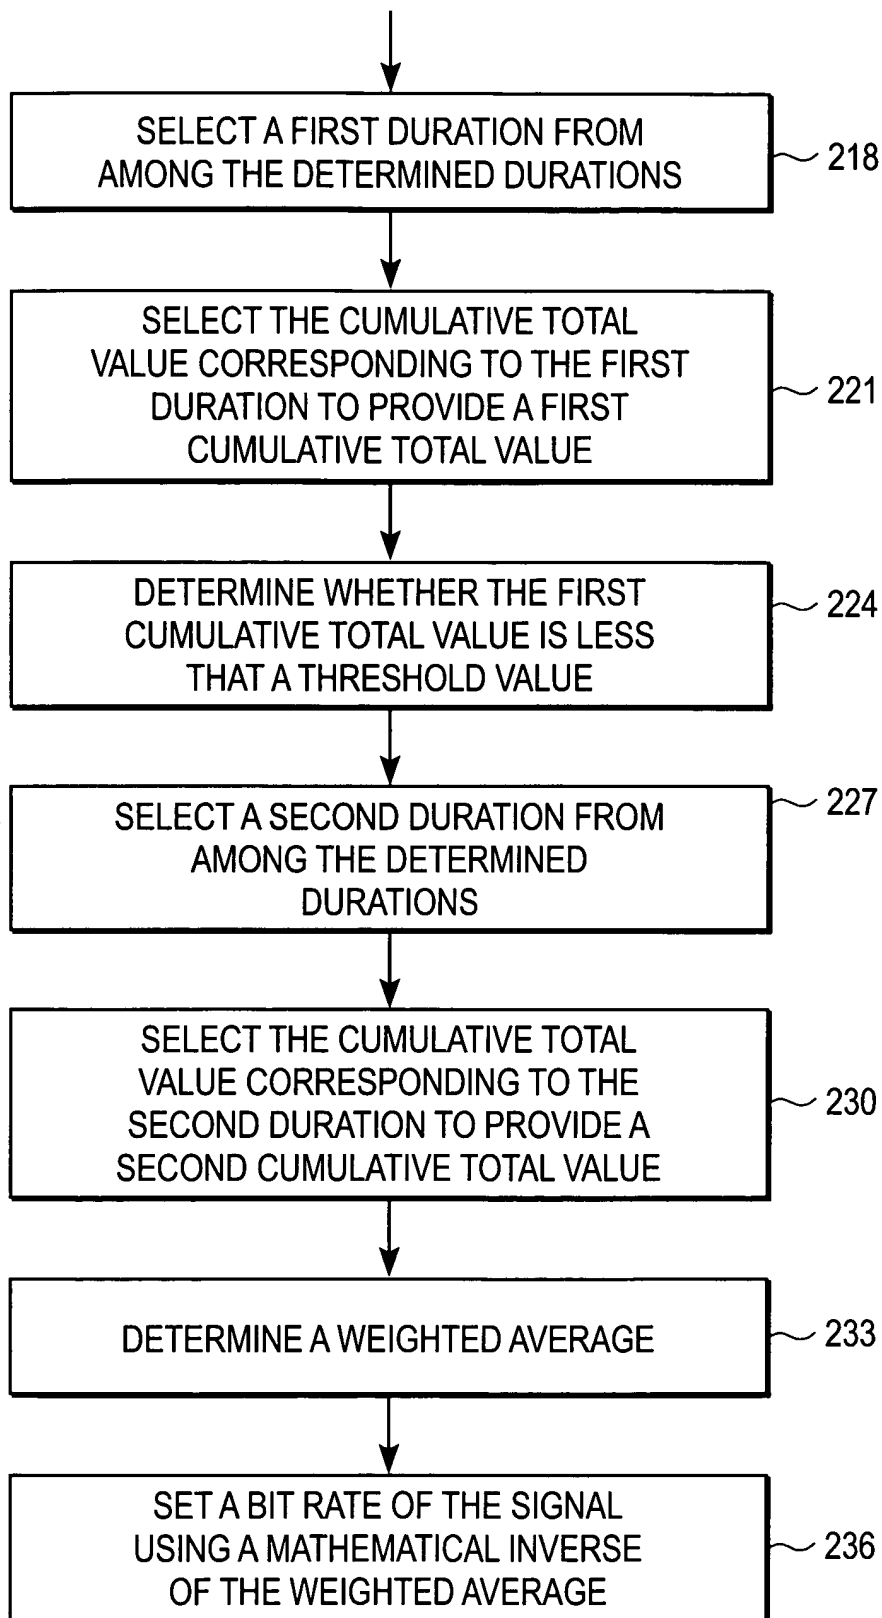 SELECT A FIRST DURATION FROM
AMONG THE DETERMINED DURATIONS
218
SELECT THE CUMULATIVE TOTAL
VALUE CORRESPONDING TO THE FIRST
DURATION TO PROVIDE A FIRST
CUMULATIVE TOTAL VALUE
221
DETERMINE WHETHER THE FIRST
CUMULATIVE TOTAL VALUE IS LESS
THAT A THRESHOLD VALUE
224
SELECT A SECOND DURATION FROM
AMONG THE DETERMINED
DURATIONS
227
SELECT THE CUMULATIVE TOTAL
VALUE CORRESPONDING TO THE
SECOND DURATION TO PROVIDE A
SECOND CUMULATIVE TOTAL VALUE
230
DETERMINE A WEIGHTED AVERAGE
233
SET A BIT RATE OF THE SIGNAL
USING A MATHEMATICAL INVERSE
OF THE WEIGHTED AVERAGE
236